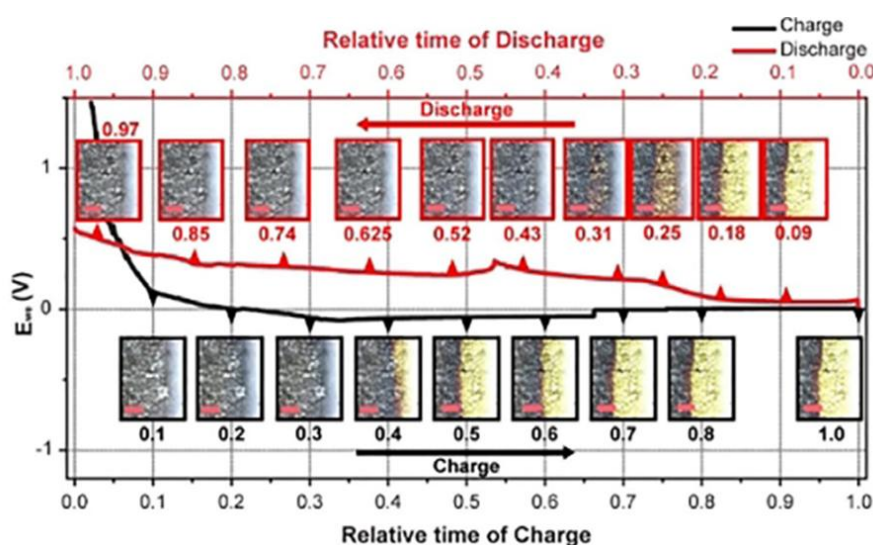 Charge
Discharge
Relative time of Discharge
1.0 0.9 0.8 0.7 0.6 0.5 0.4 0.3 0.2 0.1 0.0
Discharge
0.97
1
0.85 0.74 0.625 0.52 0.43 0.31 0.25 0.18 0.09
0
E (V)
0.1 0.2 0.3 0.4 0.5 0.6 0.7 0.8 1.0
-1
Charge
0.0 0.1 0.2 0.3 0.4 0.5 0.6 0.7 0.8 0.9 1.0
Relative time of Charge